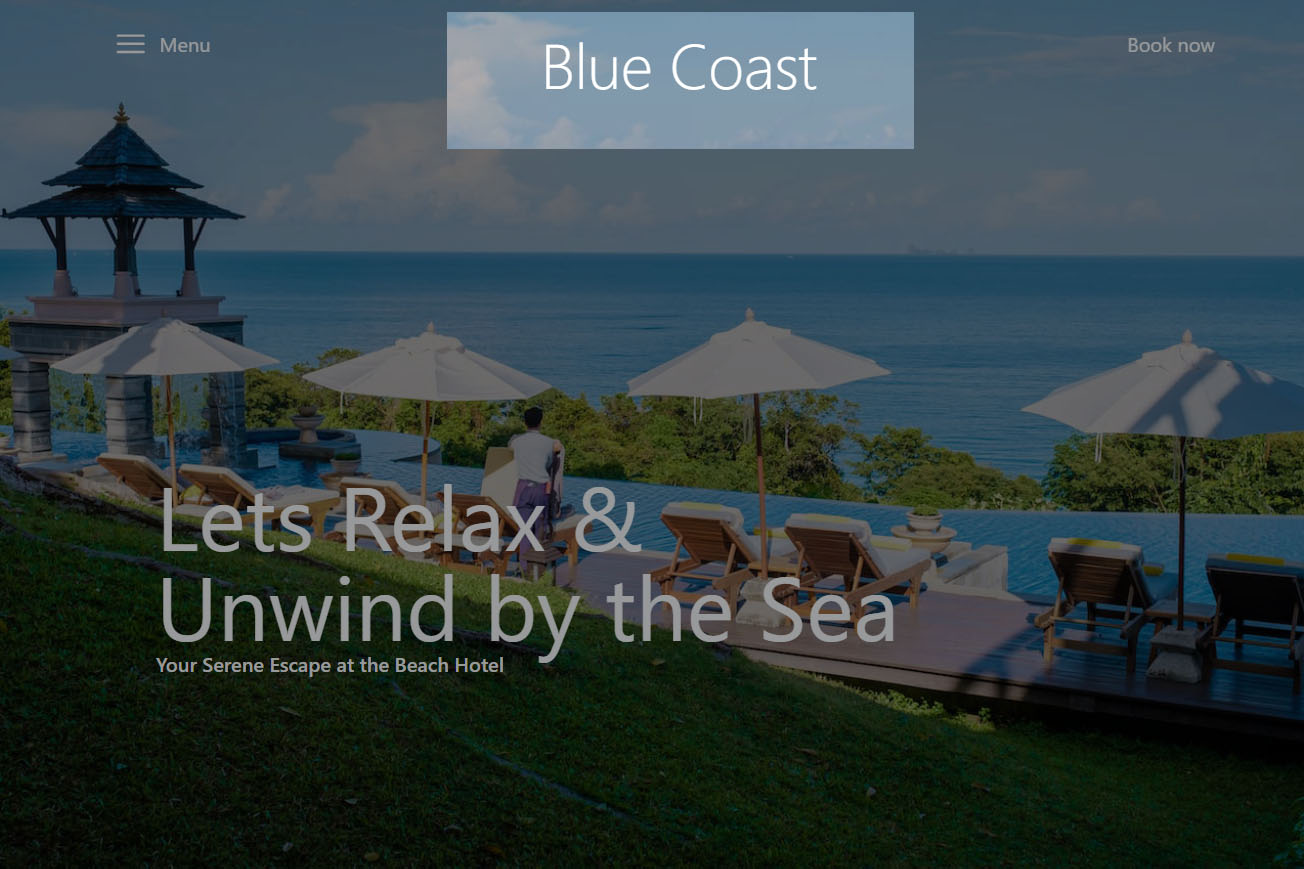 Menu
Blue Coast
Book now
Lets Relax &
Unwind by the Sea
Your Serene Escape at the Beach Hotel